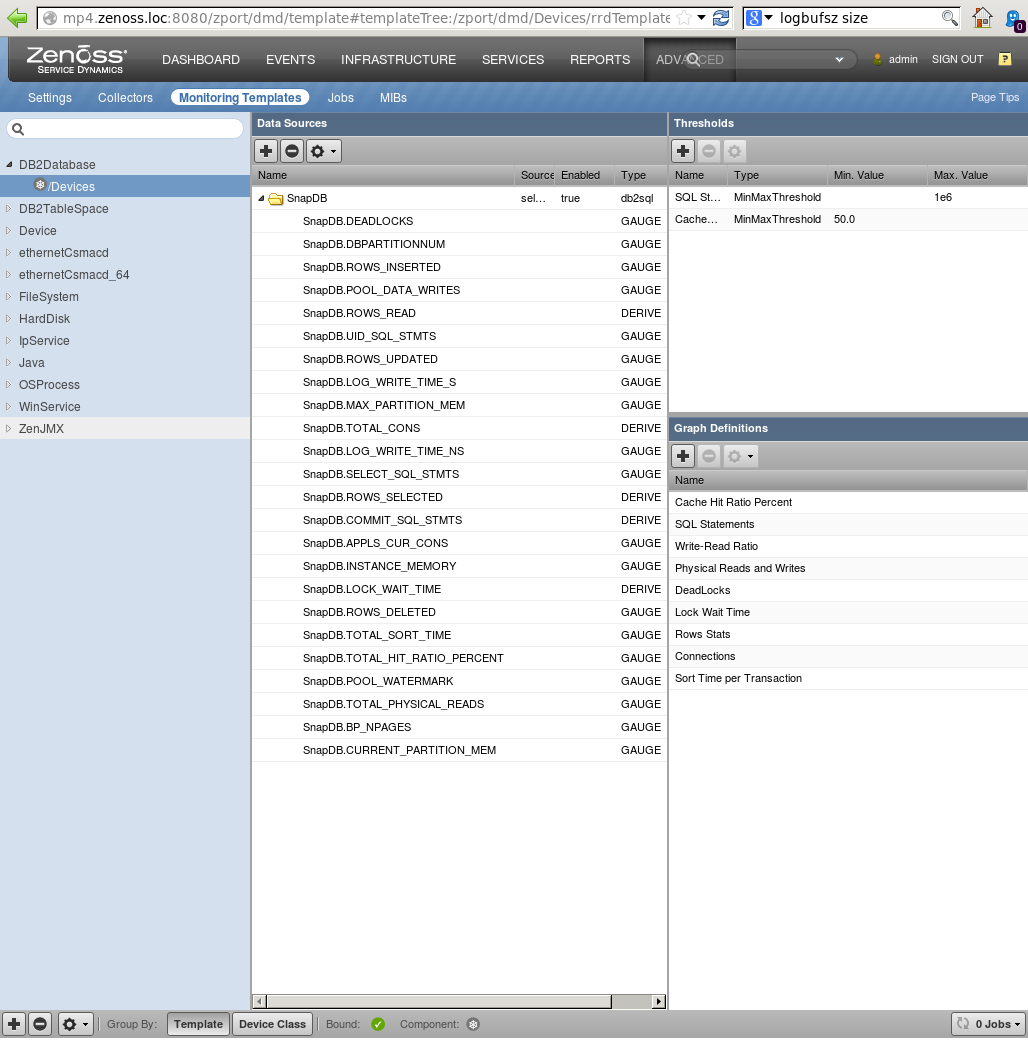 mp4.zenoss.loc:8080/zport/dmd/template#templateTree:/zport/dmd/Devices/rrdTemplate
8 logbufsz size
0
Zenoss
SERVICE DYNAMICS
DASHBOARD EVENTS INFRASTRUCTURE SERVICES REPORTS ADVANCED admin SIGN OUT ?
Settings Collectors Monitoring Templates Jobs MIBs Page Tips
DB2Database
/Devices
DB2TableSpace
Device
ethernetCsmacd
ethernetCsmacd_64
FileSystem
HardDisk
IpService
Java
OSProcess
WinService
ZenJMX
Data Sources
Name Source Enabled Type
SnapDB sel... true db2sql
SnapDB.DEADLOCKS GAUGE
SnapDB.DBPARTITIONNUM GAUGE
SnapDB.ROWS_INSERTED GAUGE
SnapDB.POOL_DATA_WRITES GAUGE
SnapDB.ROWS_READ DERIVE
SnapDB.UID_SQL_STMTS GAUGE
SnapDB.ROWS_UPDATED GAUGE
SnapDB.LOG_WRITE_TIME_S GAUGE
SnapDB.MAX_PARTITION_MEM GAUGE
SnapDB.TOTAL_CONS DERIVE
SnapDB.LOG_WRITE_TIME_NS GAUGE
SnapDB.SELECT_SQL_STMTS GAUGE
SnapDB.ROWS_SELECTED DERIVE
SnapDB.COMMIT_SQL_STMTS DERIVE
SnapDB.APPLS_CUR_CONS GAUGE
SnapDB.INSTANCE_MEMORY GAUGE
SnapDB.LOCK_WAIT_TIME DERIVE
SnapDB.ROWS_DELETED GAUGE
SnapDB.TOTAL_SORT_TIME GAUGE
SnapDB.TOTAL_HIT_RATIO_PERCENT GAUGE
SnapDB.POOL_WATERMARK GAUGE
SnapDB.TOTAL_PHYSICAL_READS GAUGE
SnapDB.BP_NPAGES GAUGE
SnapDB.CURRENT_PARTITION_MEM GAUGE
Thresholds
Name Type Min. Value Max. Value
SQL St... MinMaxThreshold 1e6
Cache... MinMaxThreshold 50.0
Graph Definitions
Name
Cache Hit Ratio Percent
SQL Statements
Write-Read Ratio
Physical Reads and Writes
DeadLocks
Lock Wait Time
Rows Stats
Connections
Sort Time per Transaction
Group By: Template Device Class Bound: Component: 0 Jobs